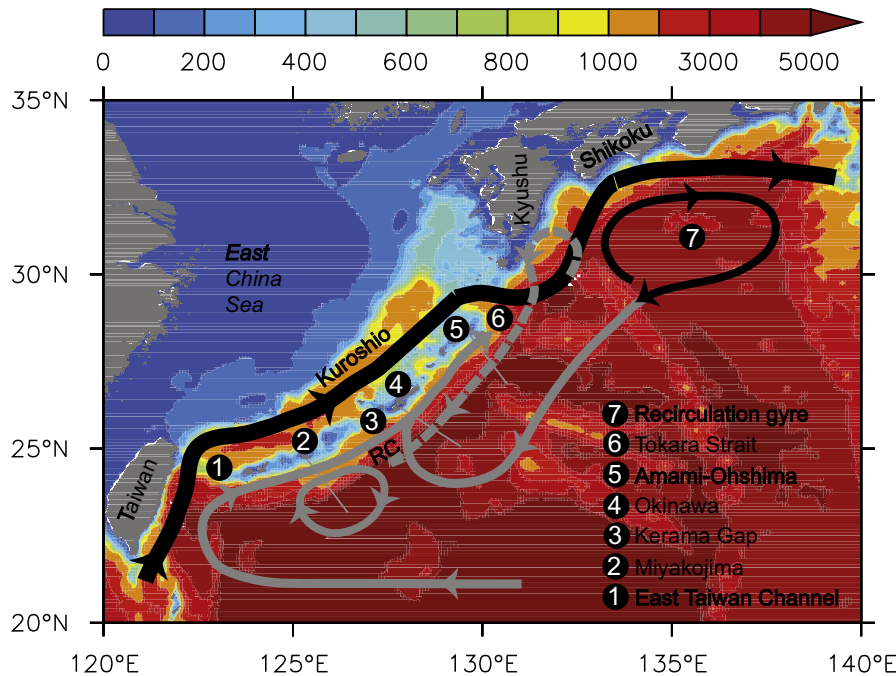 0 200 400 600 800 1000 3000 5000
35°N
30°N
25°N
20°N
120°E 125°E 130°E 135°E 140°E
Shikoku
Kyushu
East
China
Sea
Kuroshio
Taiwan
RC
7
6
5
4
3
2
1
7 Recirculation gyre
6 Tokara Strait
5 Amami-Ohshima
4 Okinawa
3 Kerama Gap
2 Miyakojima
1 East Taiwan Channel